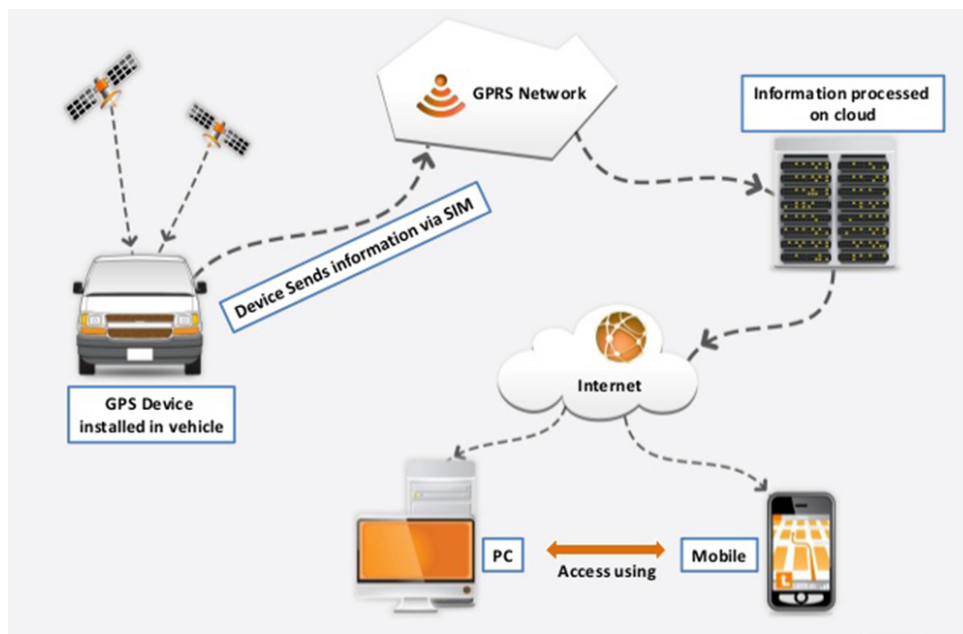 GPRS Network
Information processed
on cloud
Device Sends information via SIM
GPS Device
installed in vehicle
Internet
PC
Access using
Mobile